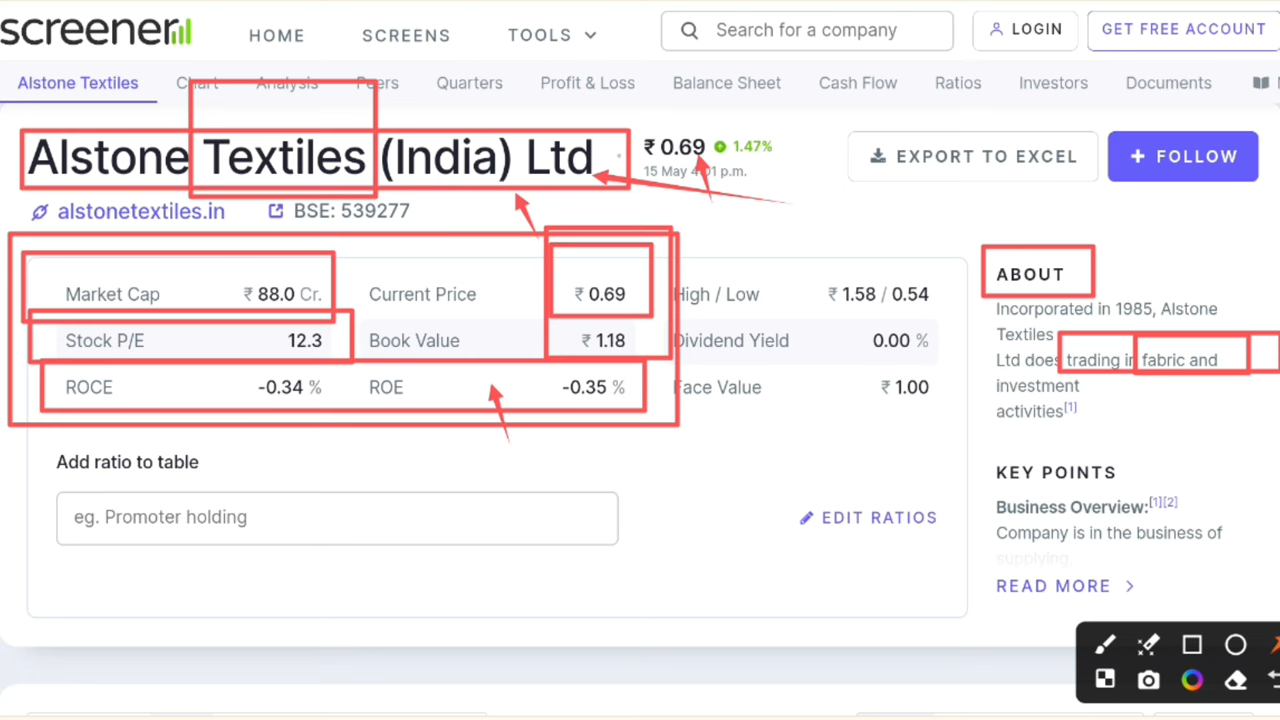 screener
HOME SCREENS TOOLS
Search for a company
LOGIN
GET FREE ACCOUNT
Alstone Textiles Chart Analysis Peers Quarters Profit & Loss Balance Sheet Cash Flow Ratios Investors Documents
Alstone Textiles (India) Ltd
₹ 0.69 1.47%
15 May 4:01 p.m.
EXPORT TO EXCEL
+ FOLLOW
alstonetextiles.in BSE: 539277
Market Cap ₹ 88.0 Cr.
Current Price ₹ 0.69
High / Low ₹ 1.58 / 0.54
Stock P/E 12.3
Book Value ₹ 1.18
Dividend Yield 0.00 %
ROCE -0.34 %
ROE -0.35 %
Face Value ₹ 1.00
Add ratio to table
eg. Promoter holding
EDIT RATIOS
ABOUT
Incorporated in 1985, Alstone
Textiles
Ltd does trading in fabric and
investment
activities[1]
KEY POINTS
Business Overview:[1][2]
Company is in the business of
supplying,
READ MORE